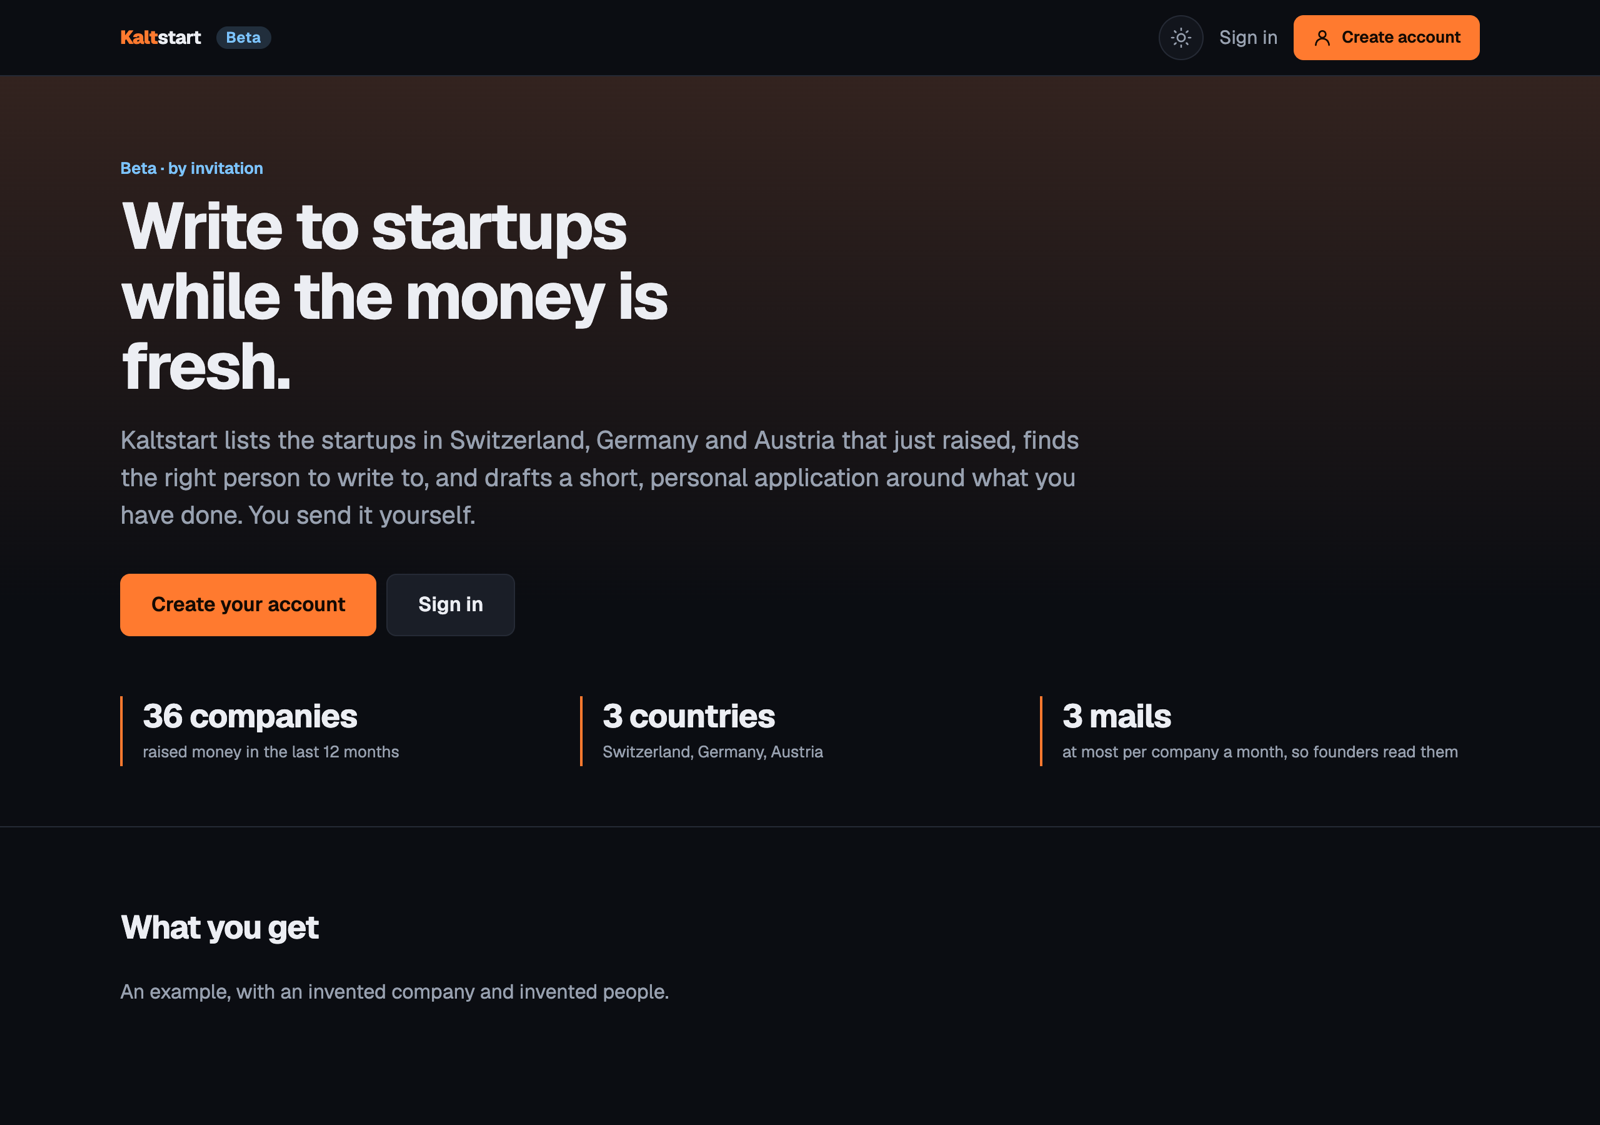 Kaltstart
Beta
Sign in
Create account
Beta · by invitation
Write to startups
while the money is
fresh.
Kaltstart lists the startups in Switzerland, Germany and Austria that just raised, finds
the right person to write to, and drafts a short, personal application around what you
have done. You send it yourself.
Create your account
Sign in
36 companies
raised money in the last 12 months
3 countries
Switzerland, Germany, Austria
3 mails
at most per company a month, so founders read them
What you get
An example, with an invented company and invented people.